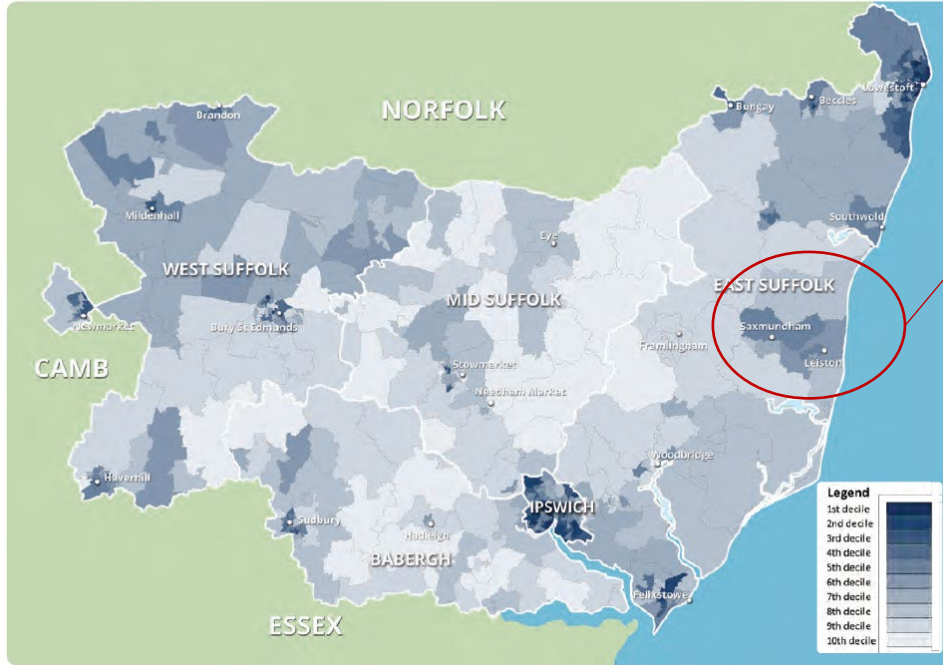 NORFOLK
Brandon
Bungay
Beccles
Lowestoft
Mildenhall
Southwold
Eye
WEST SUFFOLK
EAST SUFFOLK
MID SUFFOLK
Newmarket
Bury St Edmunds
Saxmundham
Framlingham
CAMB
Stowmarket
Leiston
Needham Market
Woodbridge
Haverhill
IPSWICH
Sudbury
Hadleigh
BABERGH
Felixstowe
ESSEX
Legend
1st decile
2nd decile
3rd decile
4th decile
5th decile
6th decile
7th decile
8th decile
9th decile
10th decile